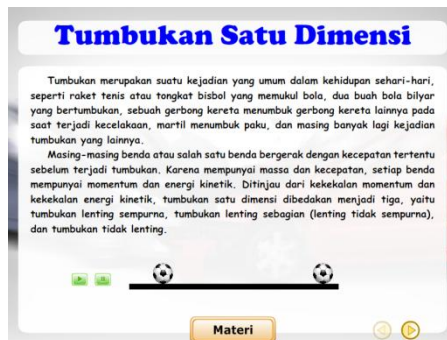 Tumbukan Satu Dimensi
Tumbukan merupakan suatu kejadian yang umum dalam kehidupan sehari-hari,
seperti raket tenis atau tongkat bisbol yang memukul bola, dua buah bola bilyar
yang bertumbukan, sebuah gerbong kereta menumbuk gerbong kereta lainnya pada
saat terjadi kecelakaan, martil menumbuk paku, dan masing banyak lagi kejadian
tumbukan yang lainnya.
Masing-masing benda atau salah satu benda bergerak dengan kecepatan tertentu
sebelum terjadi tumbukan. Karena mempunyai massa dan kecepatan, setiap benda
mempunyai momentum dan energi kinetik. Ditinjau dari kekekalan momentum dan
kekekalan energi kinetik, tumbukan satu dimensi dibedakan menjadi tiga, yaitu
tumbukan lenting sempurna, tumbukan lenting sebagian (lenting tidak sempurna),
dan tumbukan tidak lenting.
Materi